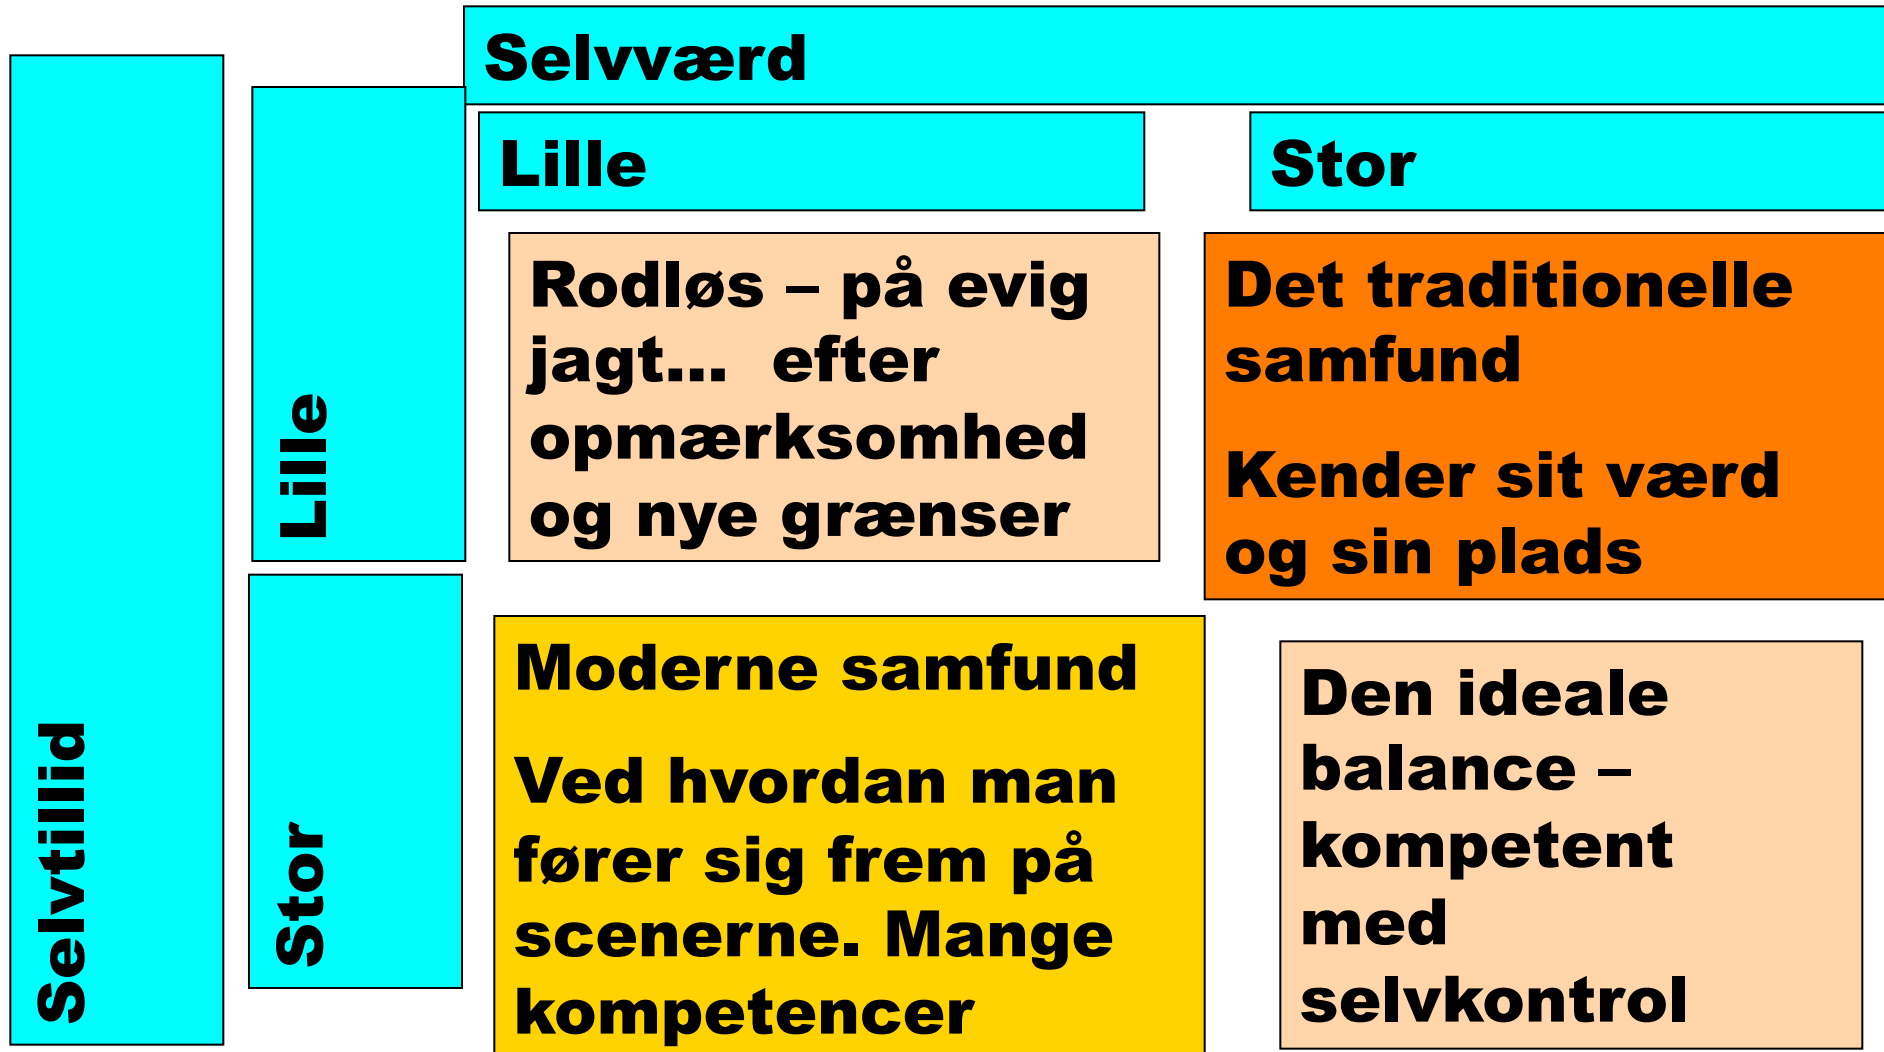 Selvværd
Lille
Stor
Selvtillid
Lille
Rodløs – på evig
jagt... efter
opmærksomhed
og nye grænser
Det traditionelle
samfund
Kender sit værd
og sin plads
Stor
Moderne samfund
Ved hvordan man
fører sig frem på
scenerne. Mange
kompetencer
Den ideale
balance –
kompetent
med
selvkontrol